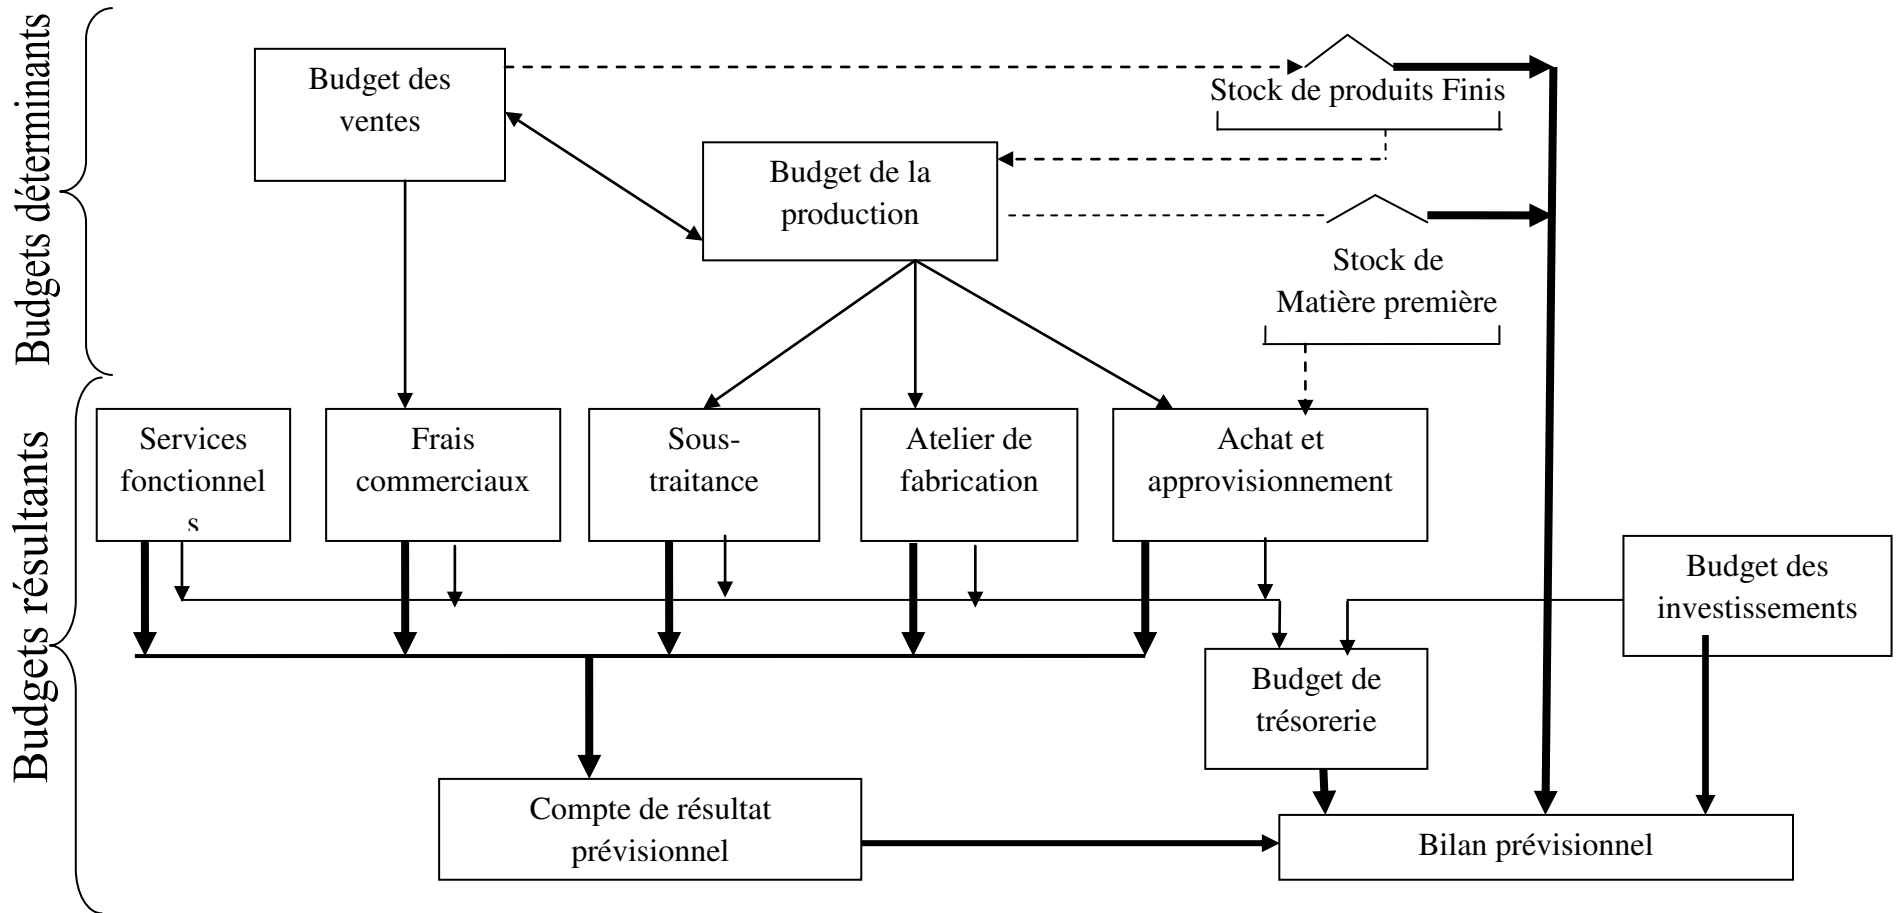 Budgets déterminants
Budget des
ventes
Stock de produits Finis
Budget de la
production
Stock de
Matière première
Budgets résultants
Services
fonctionnel
s
Frais
commerciaux
Sous-
traitance
Atelier de
fabrication
Achat et
approvisionnement
Budget des
investissements
Budget de
trésorerie
Compte de résultat
prévisionnel
Bilan prévisionnel